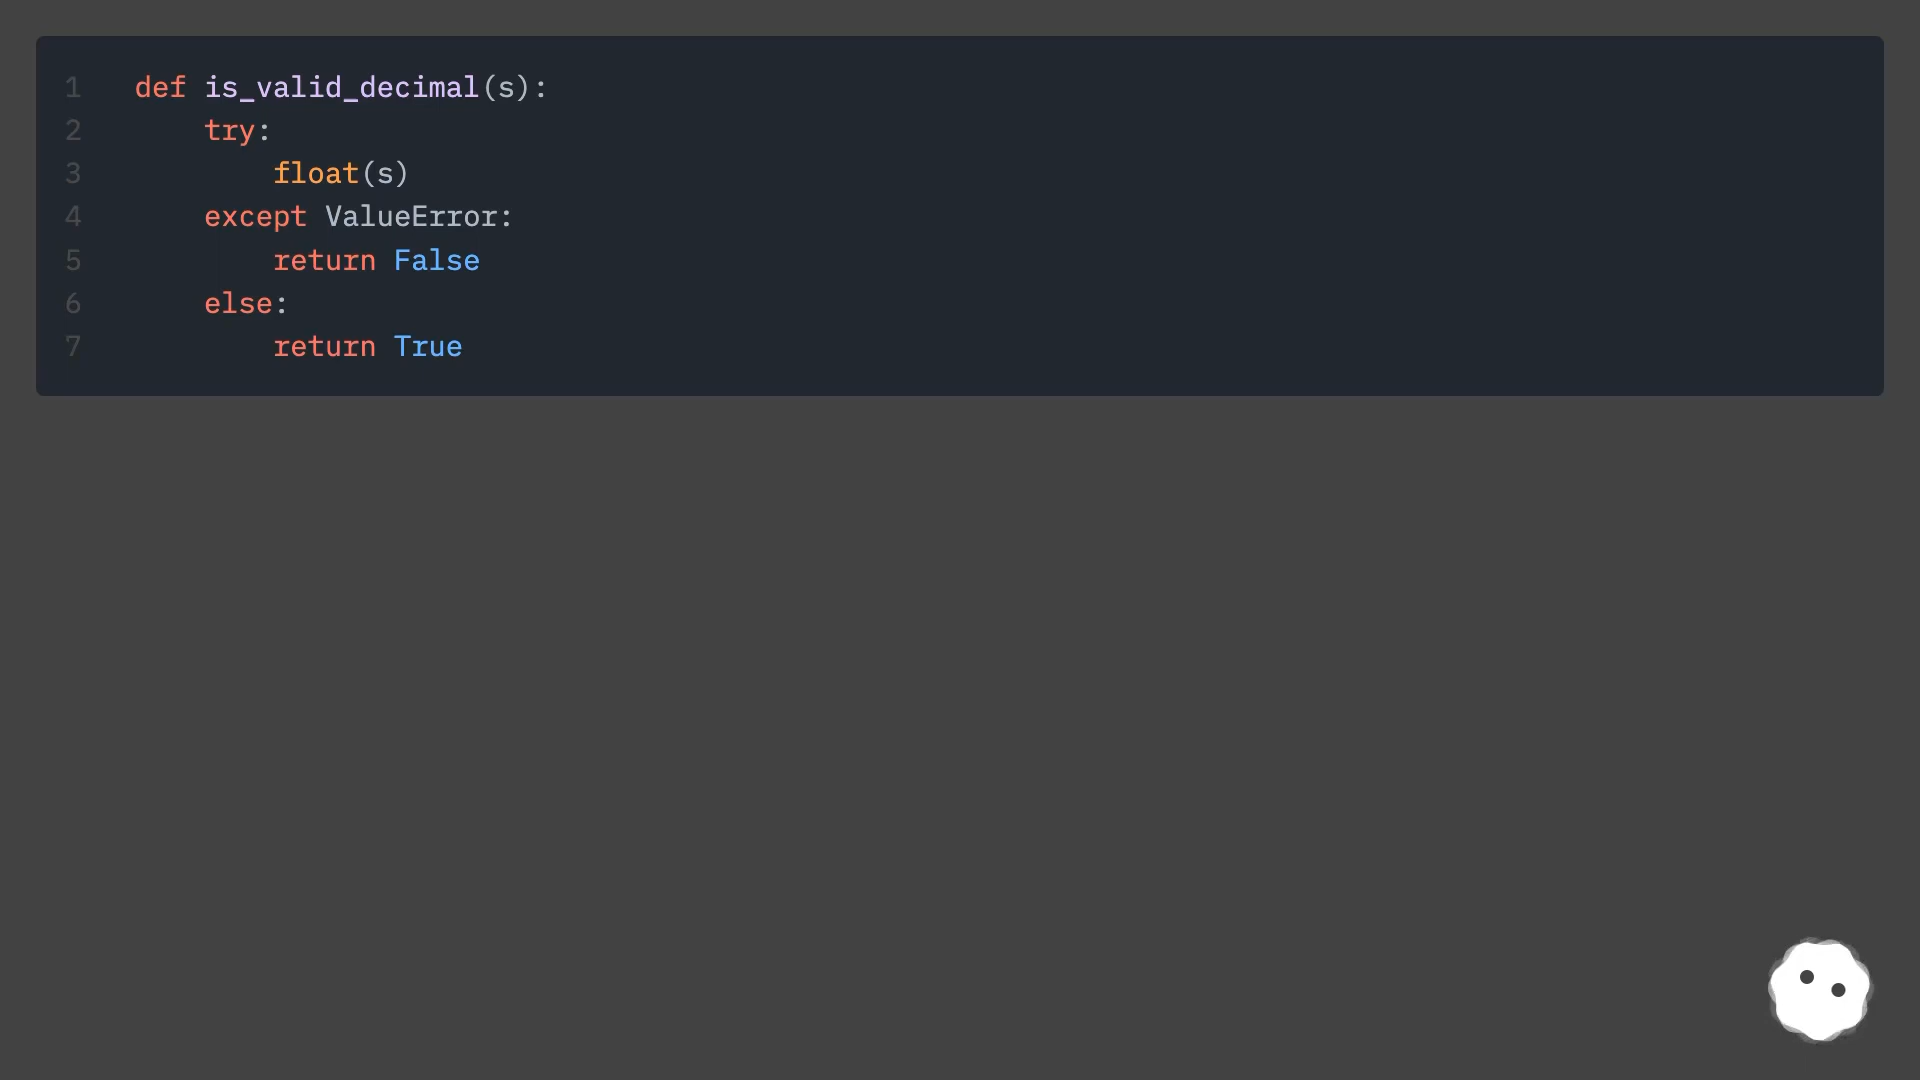 1 def is_valid_decimal(s):
2     try:
3         float(s)
4     except ValueError:
5         return False
6     else:
7         return True